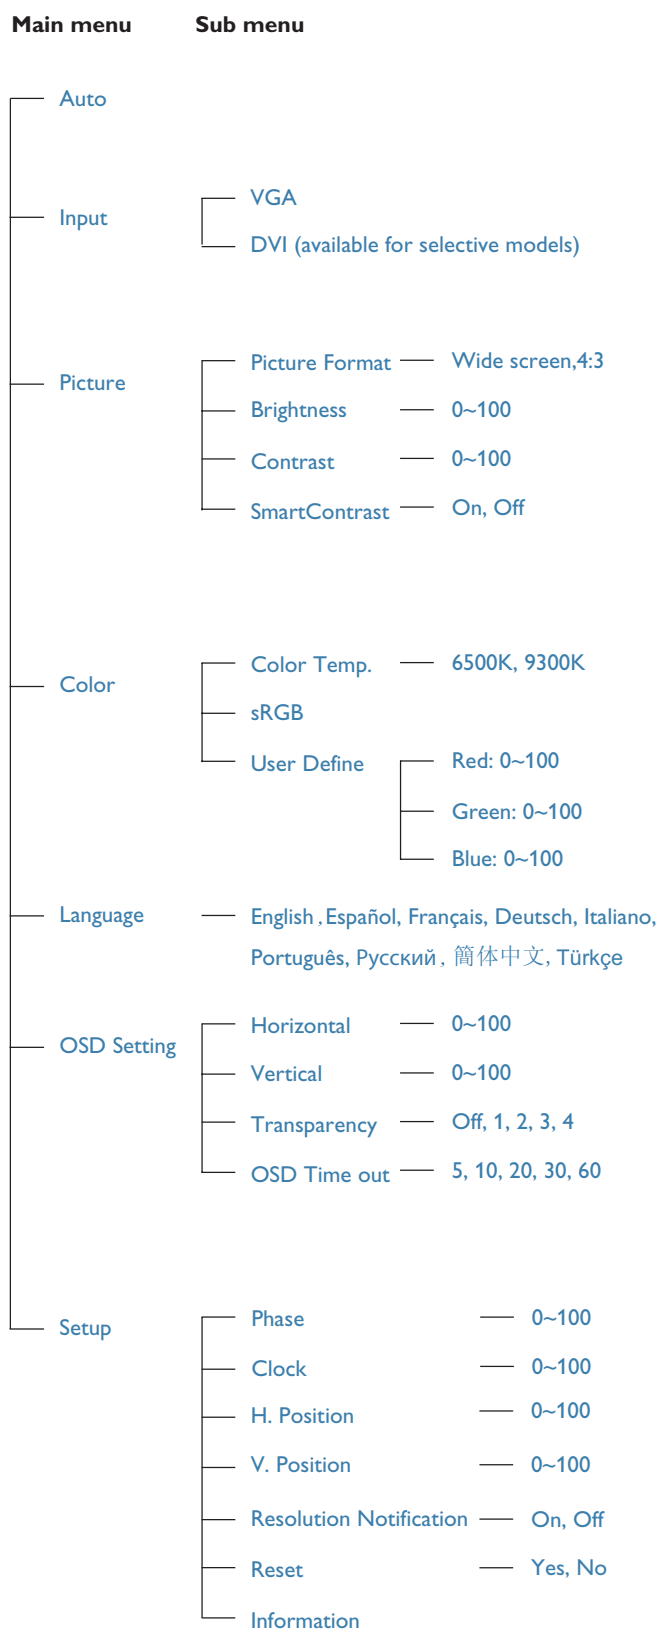 Main menu Sub menu
Auto
Input
VGA
DVI (available for selective models)
Picture
Picture Format Wide screen,4:3
Brightness 0~100
Contrast 0~100
SmartContrast On, Off
Color
Color Temp. 6500K, 9300K
sRGB
User Define Red: 0~100
Green: 0~100
Blue: 0~100
Language English , Español, Français, Deutsch, Italiano,
Português, Русский , 簡体中文, Türkçe
OSD Setting
Horizontal 0~100
Vertical 0~100
Transparency Off, 1, 2, 3, 4
OSD Time out 5, 10, 20, 30, 60
Setup
Phase 0~100
Clock 0~100
H. Position 0~100
V. Position 0~100
Resolution Notification On, Off
Reset Yes, No
Information